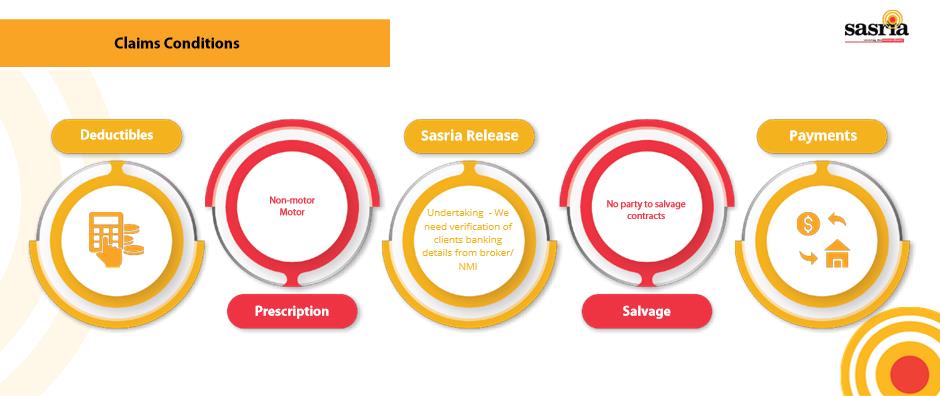 Claims Conditions
sasria
Deductibles
Sasria Release
Payments
Non-motor
Motor
Undertaking - We
need verification of
clients banking
details from broker/
NMI
No party to salvage
contracts
$
Prescription
Salvage